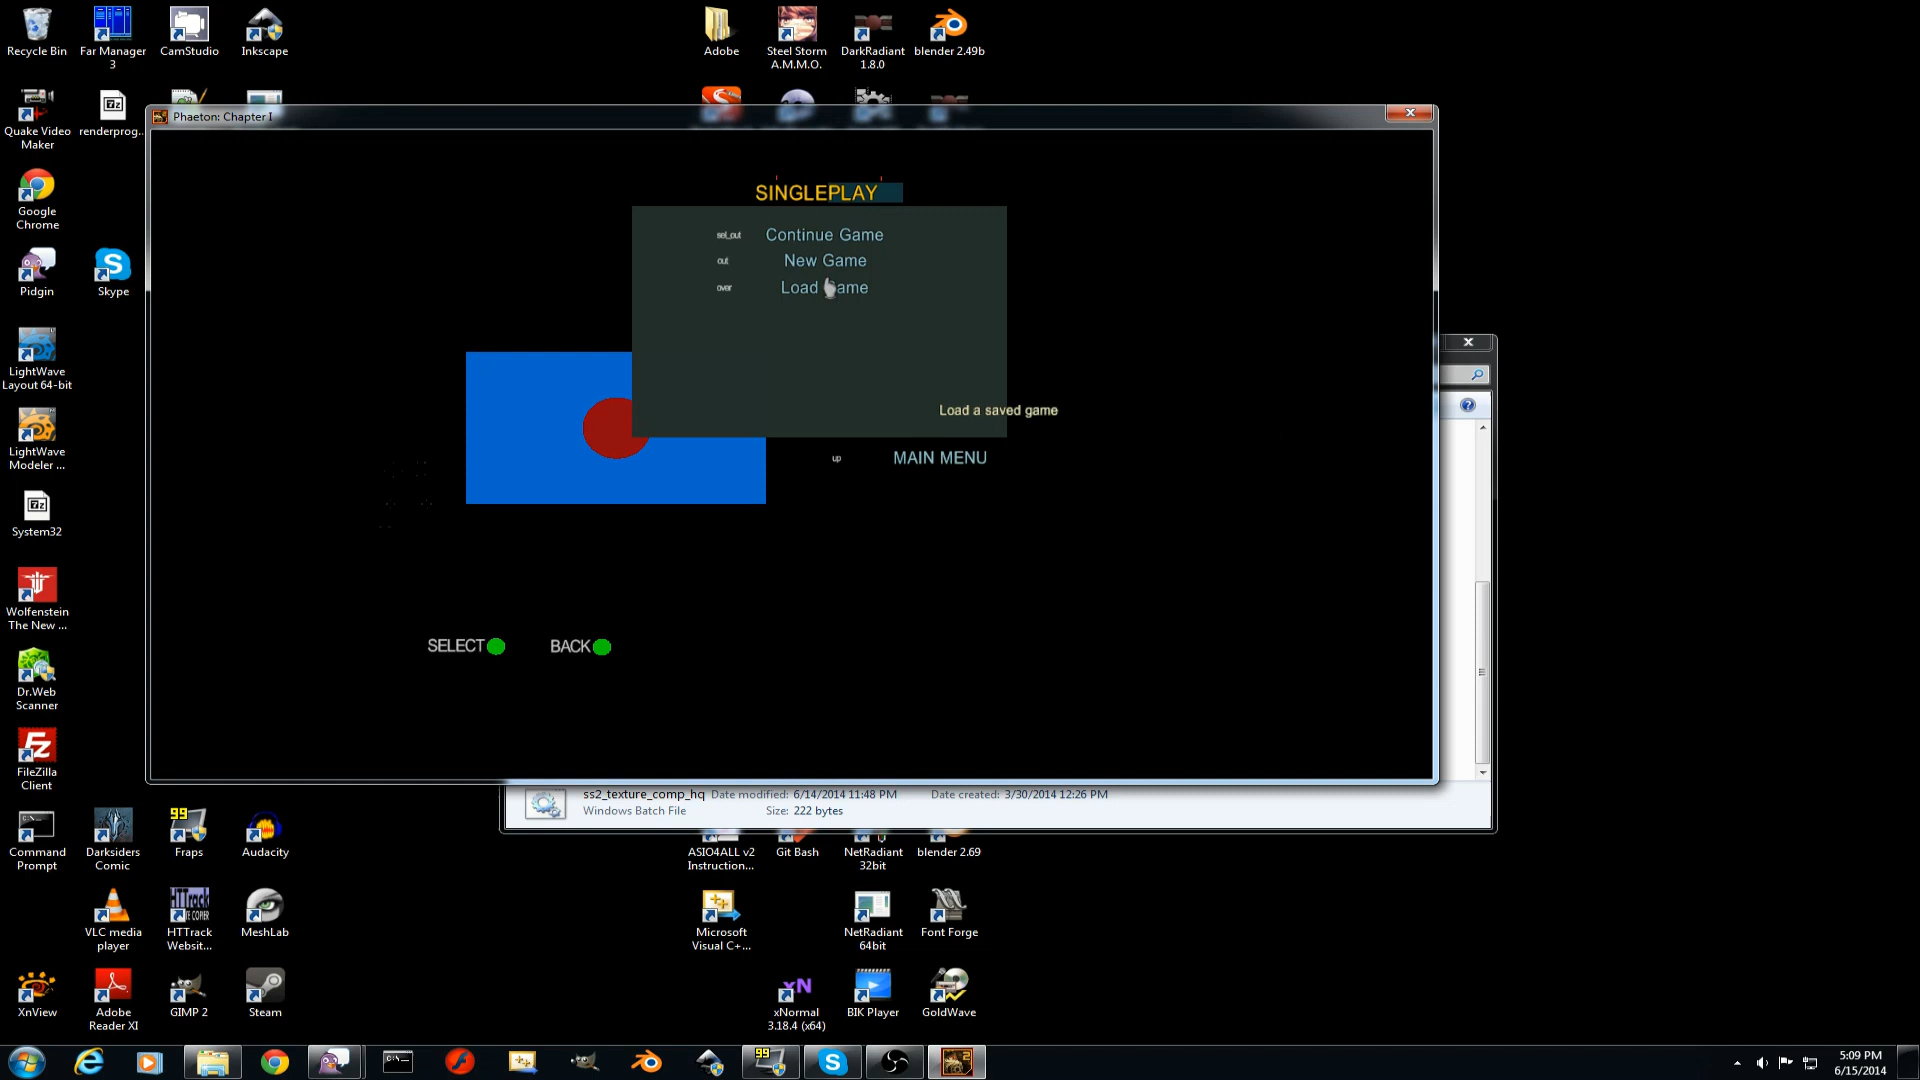 Recycle Bin
Far Manager
3
CamStudio
Inkscape
Adobe
Steel Storm
A.M.M.O.
DarkRadiant
1.8.0
blender 2.49b
Quake Video
Maker
renderprog...
Phaeton: Chapter I
Google
Chrome
Pidgin
Skype
LightWave
Layout 64-bit
LightWave
Modeler ...
System32
Wolfenstein
The New ...
Dr.Web
Scanner
FileZilla
Client
SINGLEPLAY
sel_out Continue Game
out New Game
over Load Game
Load a saved game
up MAIN MENU
SELECT BACK
ss2_texture_comp_hq Date modified: 6/14/2014 11:48 PM Date created: 3/30/2014 12:26 PM
Windows Batch File Size: 222 bytes
Command
Prompt
Darksiders
Comic
99
Fraps
Audacity
ASIO4ALL v2
Instruction...
Git Bash
NetRadiant
32bit
blender 2.69
VLC media
player
HTTrack
Websit...
MeshLab
Microsoft
Visual C+...
NetRadiant
64bit
Font Forge
XnView
Adobe
Reader XI
GIMP 2
Steam
xN
xNormal
3.18.4 (x64)
BIK Player
GoldWave
99
5:09 PM
6/15/2014